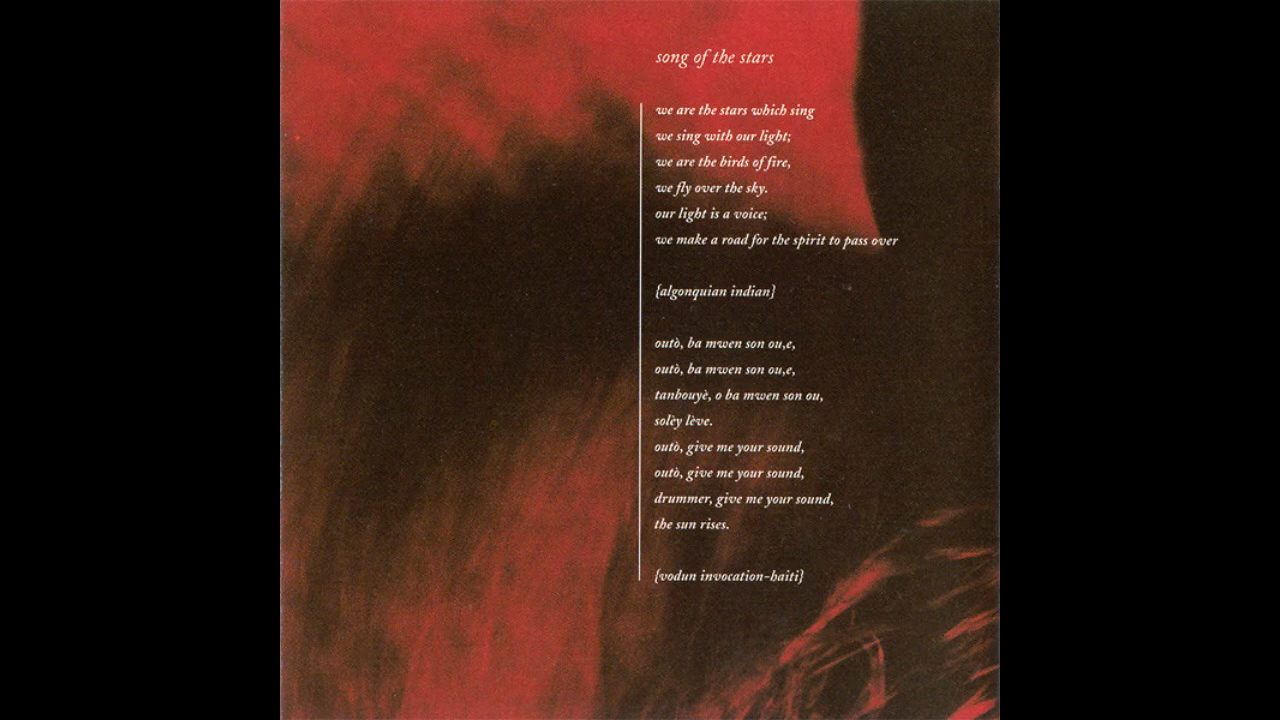 song of the stars
we are the stars which sing
we sing with our light;
we are the birds of fire,
we fly over the sky.
our light is a voice;
we make a road for the spirit to pass over
{algonquian indian}
outò, ba mwen son ou,e,
outò, ba mwen son ou,e,
tanbouyè, o ba mwen son ou,
solèy lève.
outò, give me your sound,
outò, give me your sound,
drummer, give me your sound,
the sun rises.
{vodun invocation-haiti}